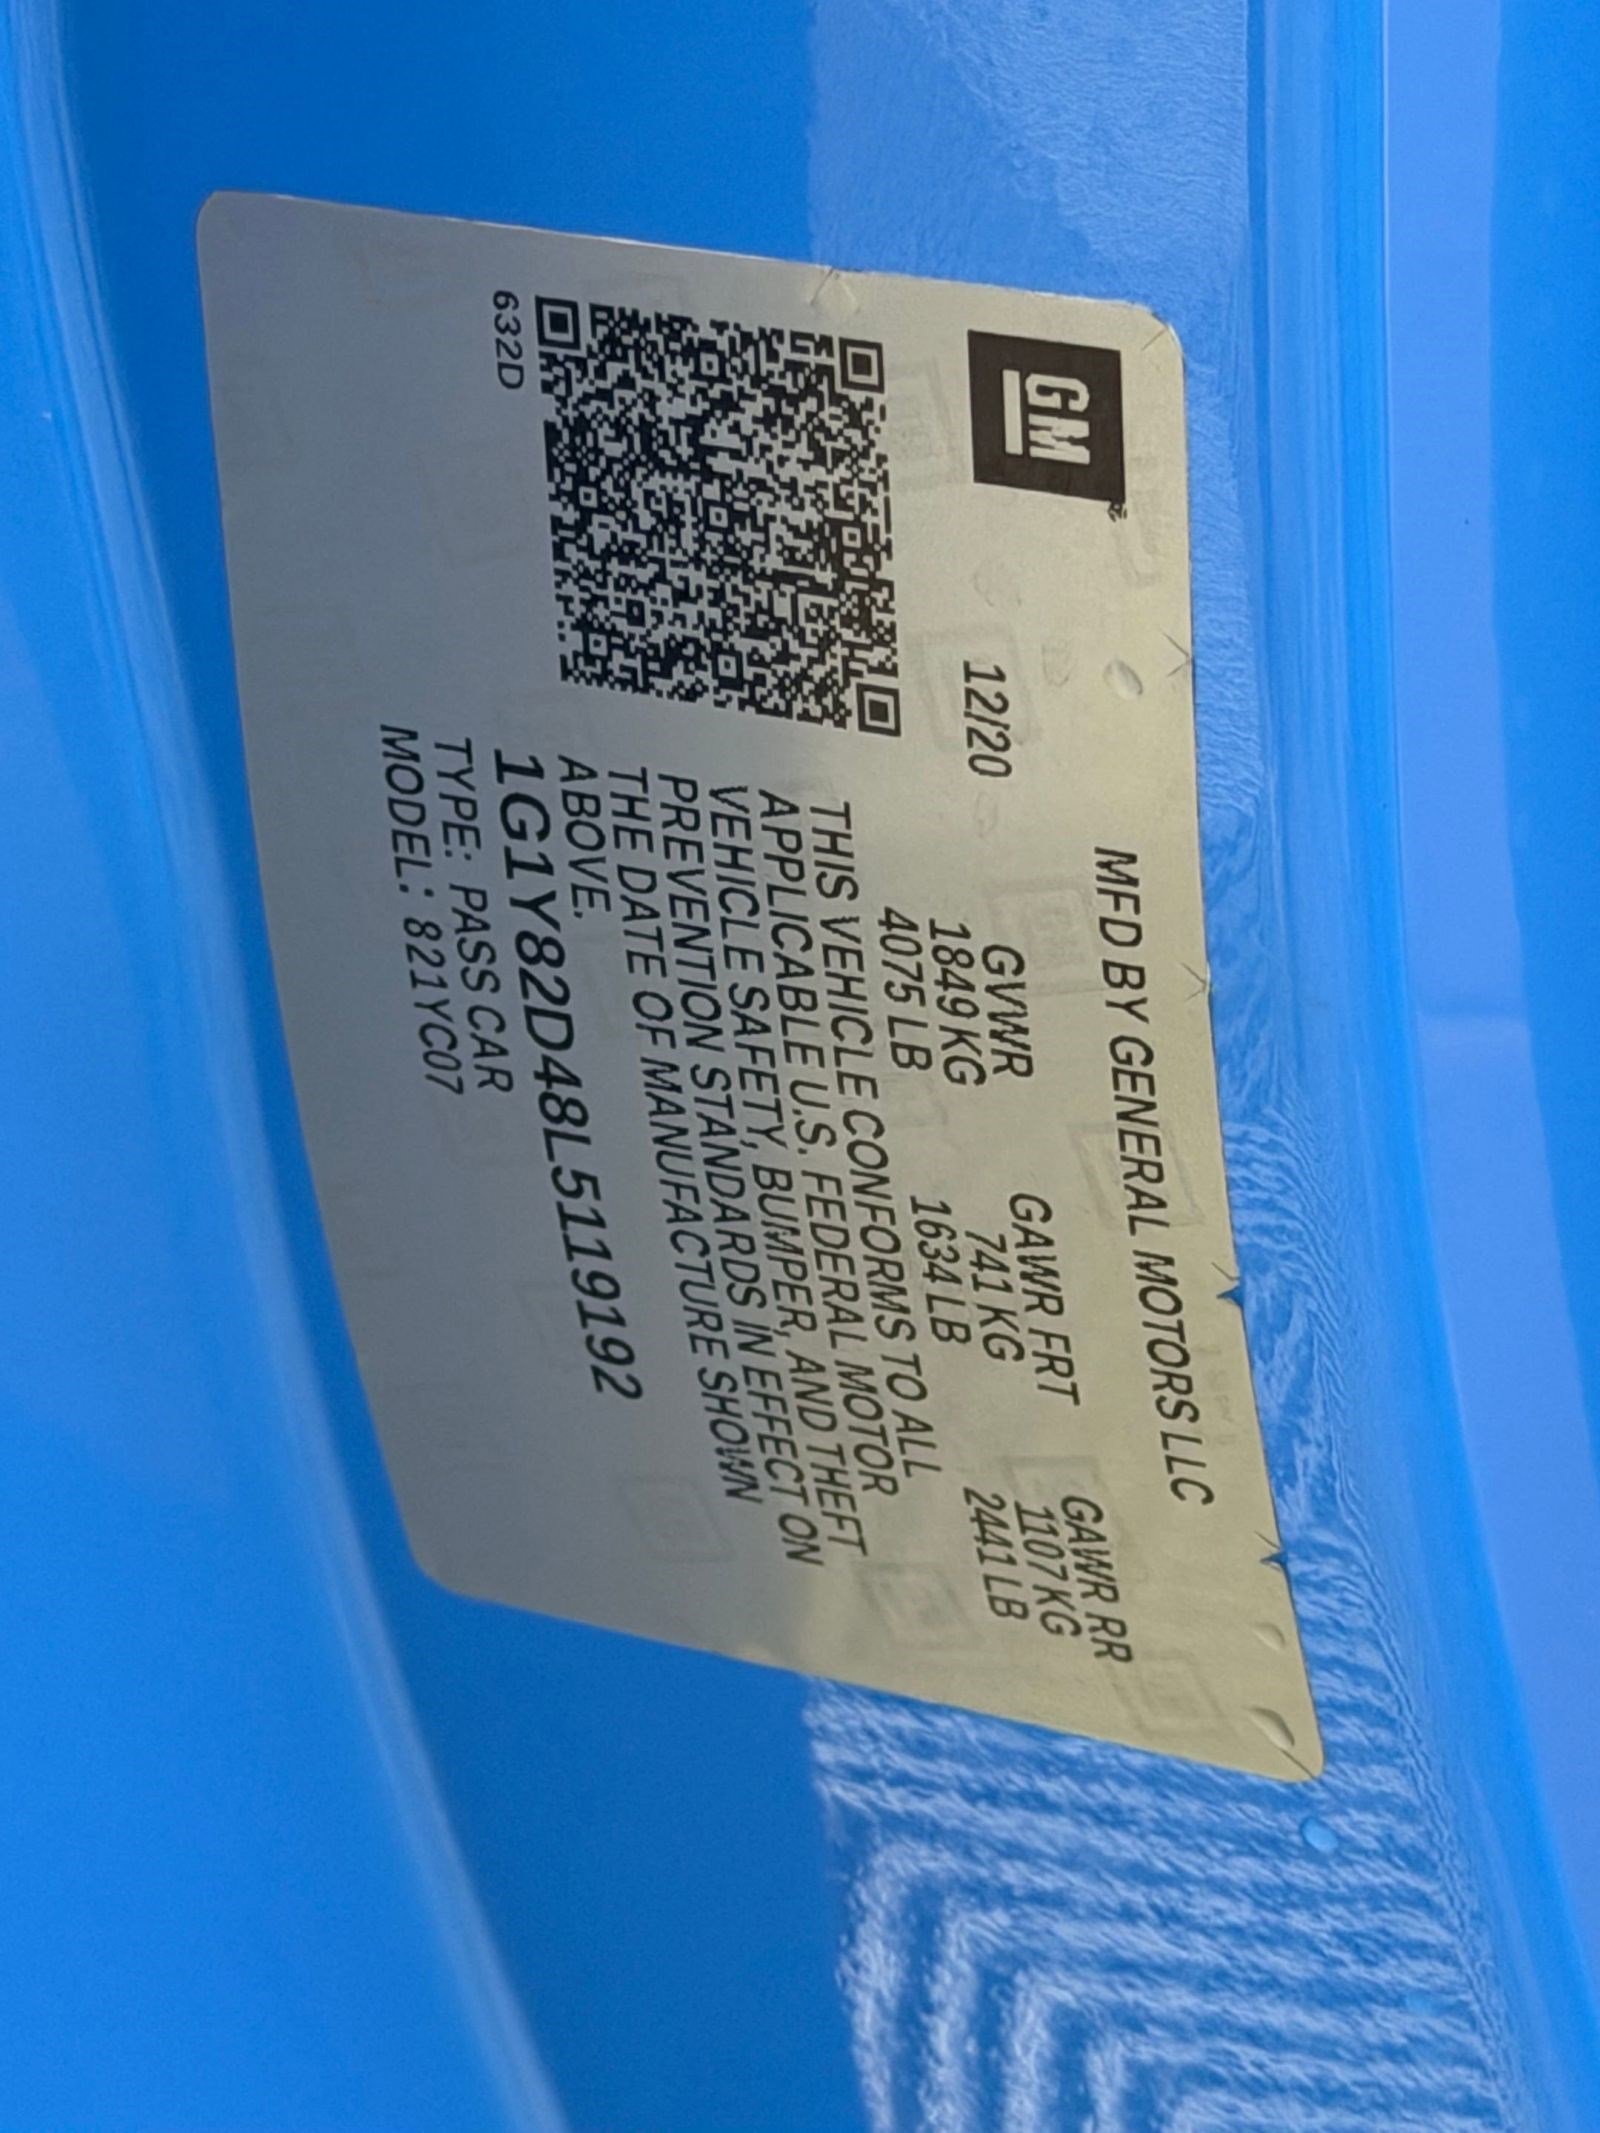 GM
MFD BY GENERAL MOTORS LLC
12/20
GVWR GAWR FRT GAWR RR
1849 KG 741 KG 1107 KG
4075 LB 1634 LB 2441 LB
THIS VEHICLE CONFORMS TO ALL
APPLICABLE U.S. FEDERAL MOTOR
VEHICLE SAFETY, BUMPER, AND THEFT
PREVENTION STANDARDS IN EFFECT ON
THE DATE OF MANUFACTURE SHOWN
ABOVE.
1G1Y82D48L5119192
TYPE: PASS CAR
MODEL: 821YC07
632D